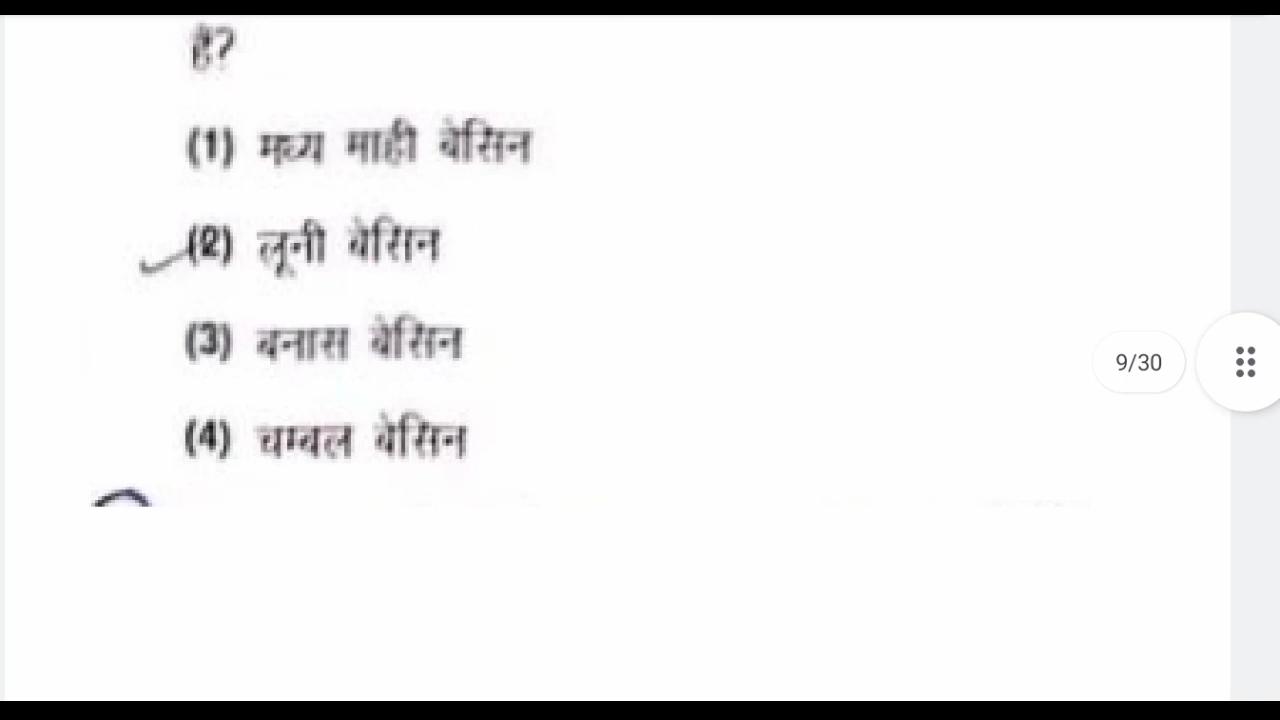 है?
(1) मध्य माही बेसिन
(2) लूनी बेसिन
(3) बनास बेसिन
9/30
(4) चम्बल बेसिन